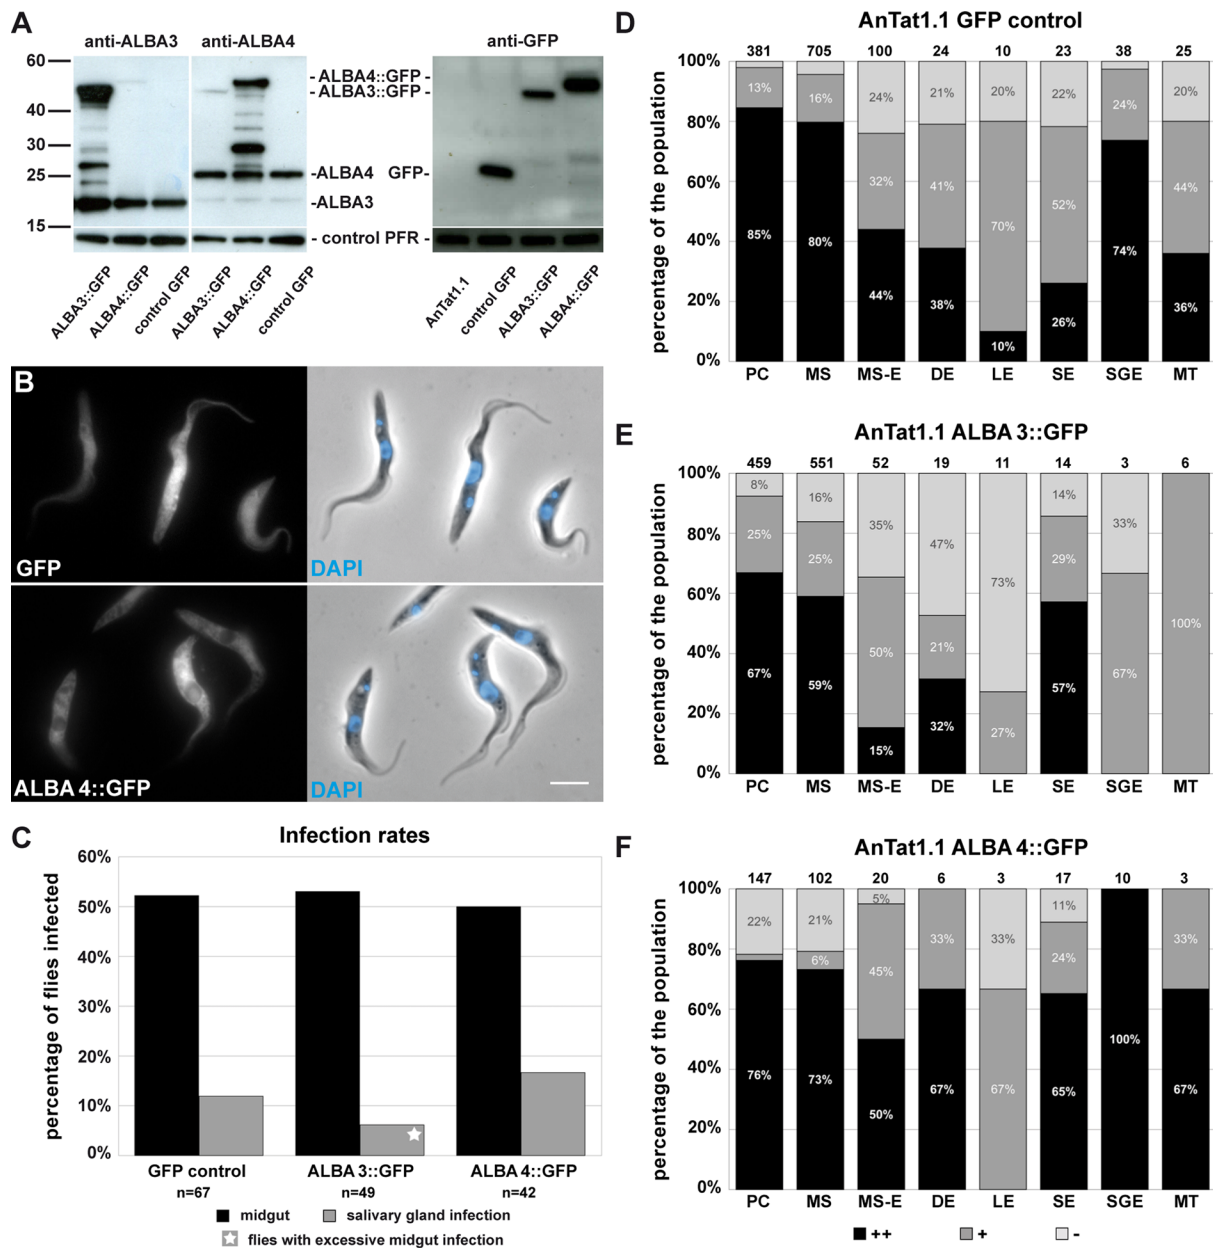 A
anti-ALBA3 anti-ALBA4 anti-GFP
60
40
30
25
15
- ALBA4::GFP -
- ALBA3::GFP -
-ALBA4 GFP-
-ALBA3
- control PFR -
ALBA3::GFP
ALBA4::GFP
control GFP
ALBA3::GFP
ALBA4::GFP
control GFP
AnTat1.1
control GFP
ALBA3::GFP
ALBA4::GFP
B
GFP DAPI
ALBA 4::GFP DAPI
C
Infection rates
percentage of flies infected
60%
50%
40%
30%
20%
10%
0%
GFP control ALBA 3::GFP ALBA 4::GFP
n=67 n=49 n=42
midgut salivary gland infection
flies with excessive midgut infection
D
AnTat1.1 GFP control
381 705 100 24 10 23 38 25
percentage of the population
100%
80%
60%
40%
20%
0%
13% 16% 24% 21% 20% 22% 24% 20%
32% 41% 70% 52% 44%
85% 80% 44% 38% 10% 26% 74% 36%
PC MS MS-E DE LE SE SGE MT
E
AnTat1.1 ALBA 3::GFP
459 551 52 19 11 14 3 6
percentage of the population
100%
80%
60%
40%
20%
0%
8% 16% 35% 47% 73% 14% 33%
25% 25% 50% 21% 27% 29% 67% 100%
67% 59% 15% 32% 57%
PC MS MS-E DE LE SE SGE MT
F
AnTat1.1 ALBA 4::GFP
147 102 20 6 3 17 10 3
percentage of the population
100%
80%
60%
40%
20%
0%
22% 21% 5% 33% 33% 11% 33%
6% 45% 67% 24%
76% 73% 50% 67% 65% 100% 67%
PC MS MS-E DE LE SE SGE MT
++ + -